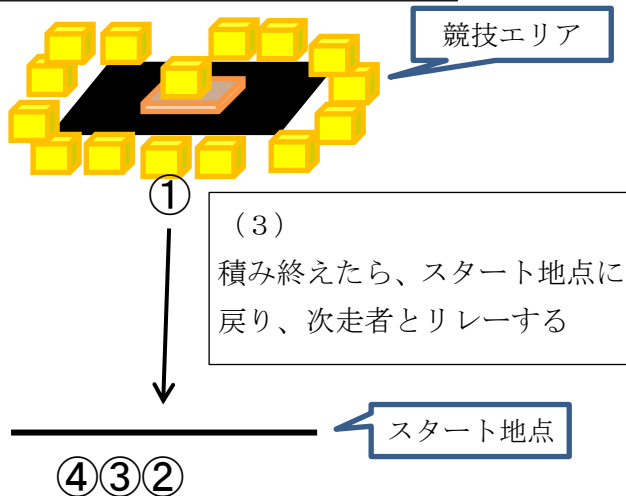 競技エリア
①
（３）
積み終えたら、スタート地点に
戻り、次走者とリレーする
スタート地点
④③②